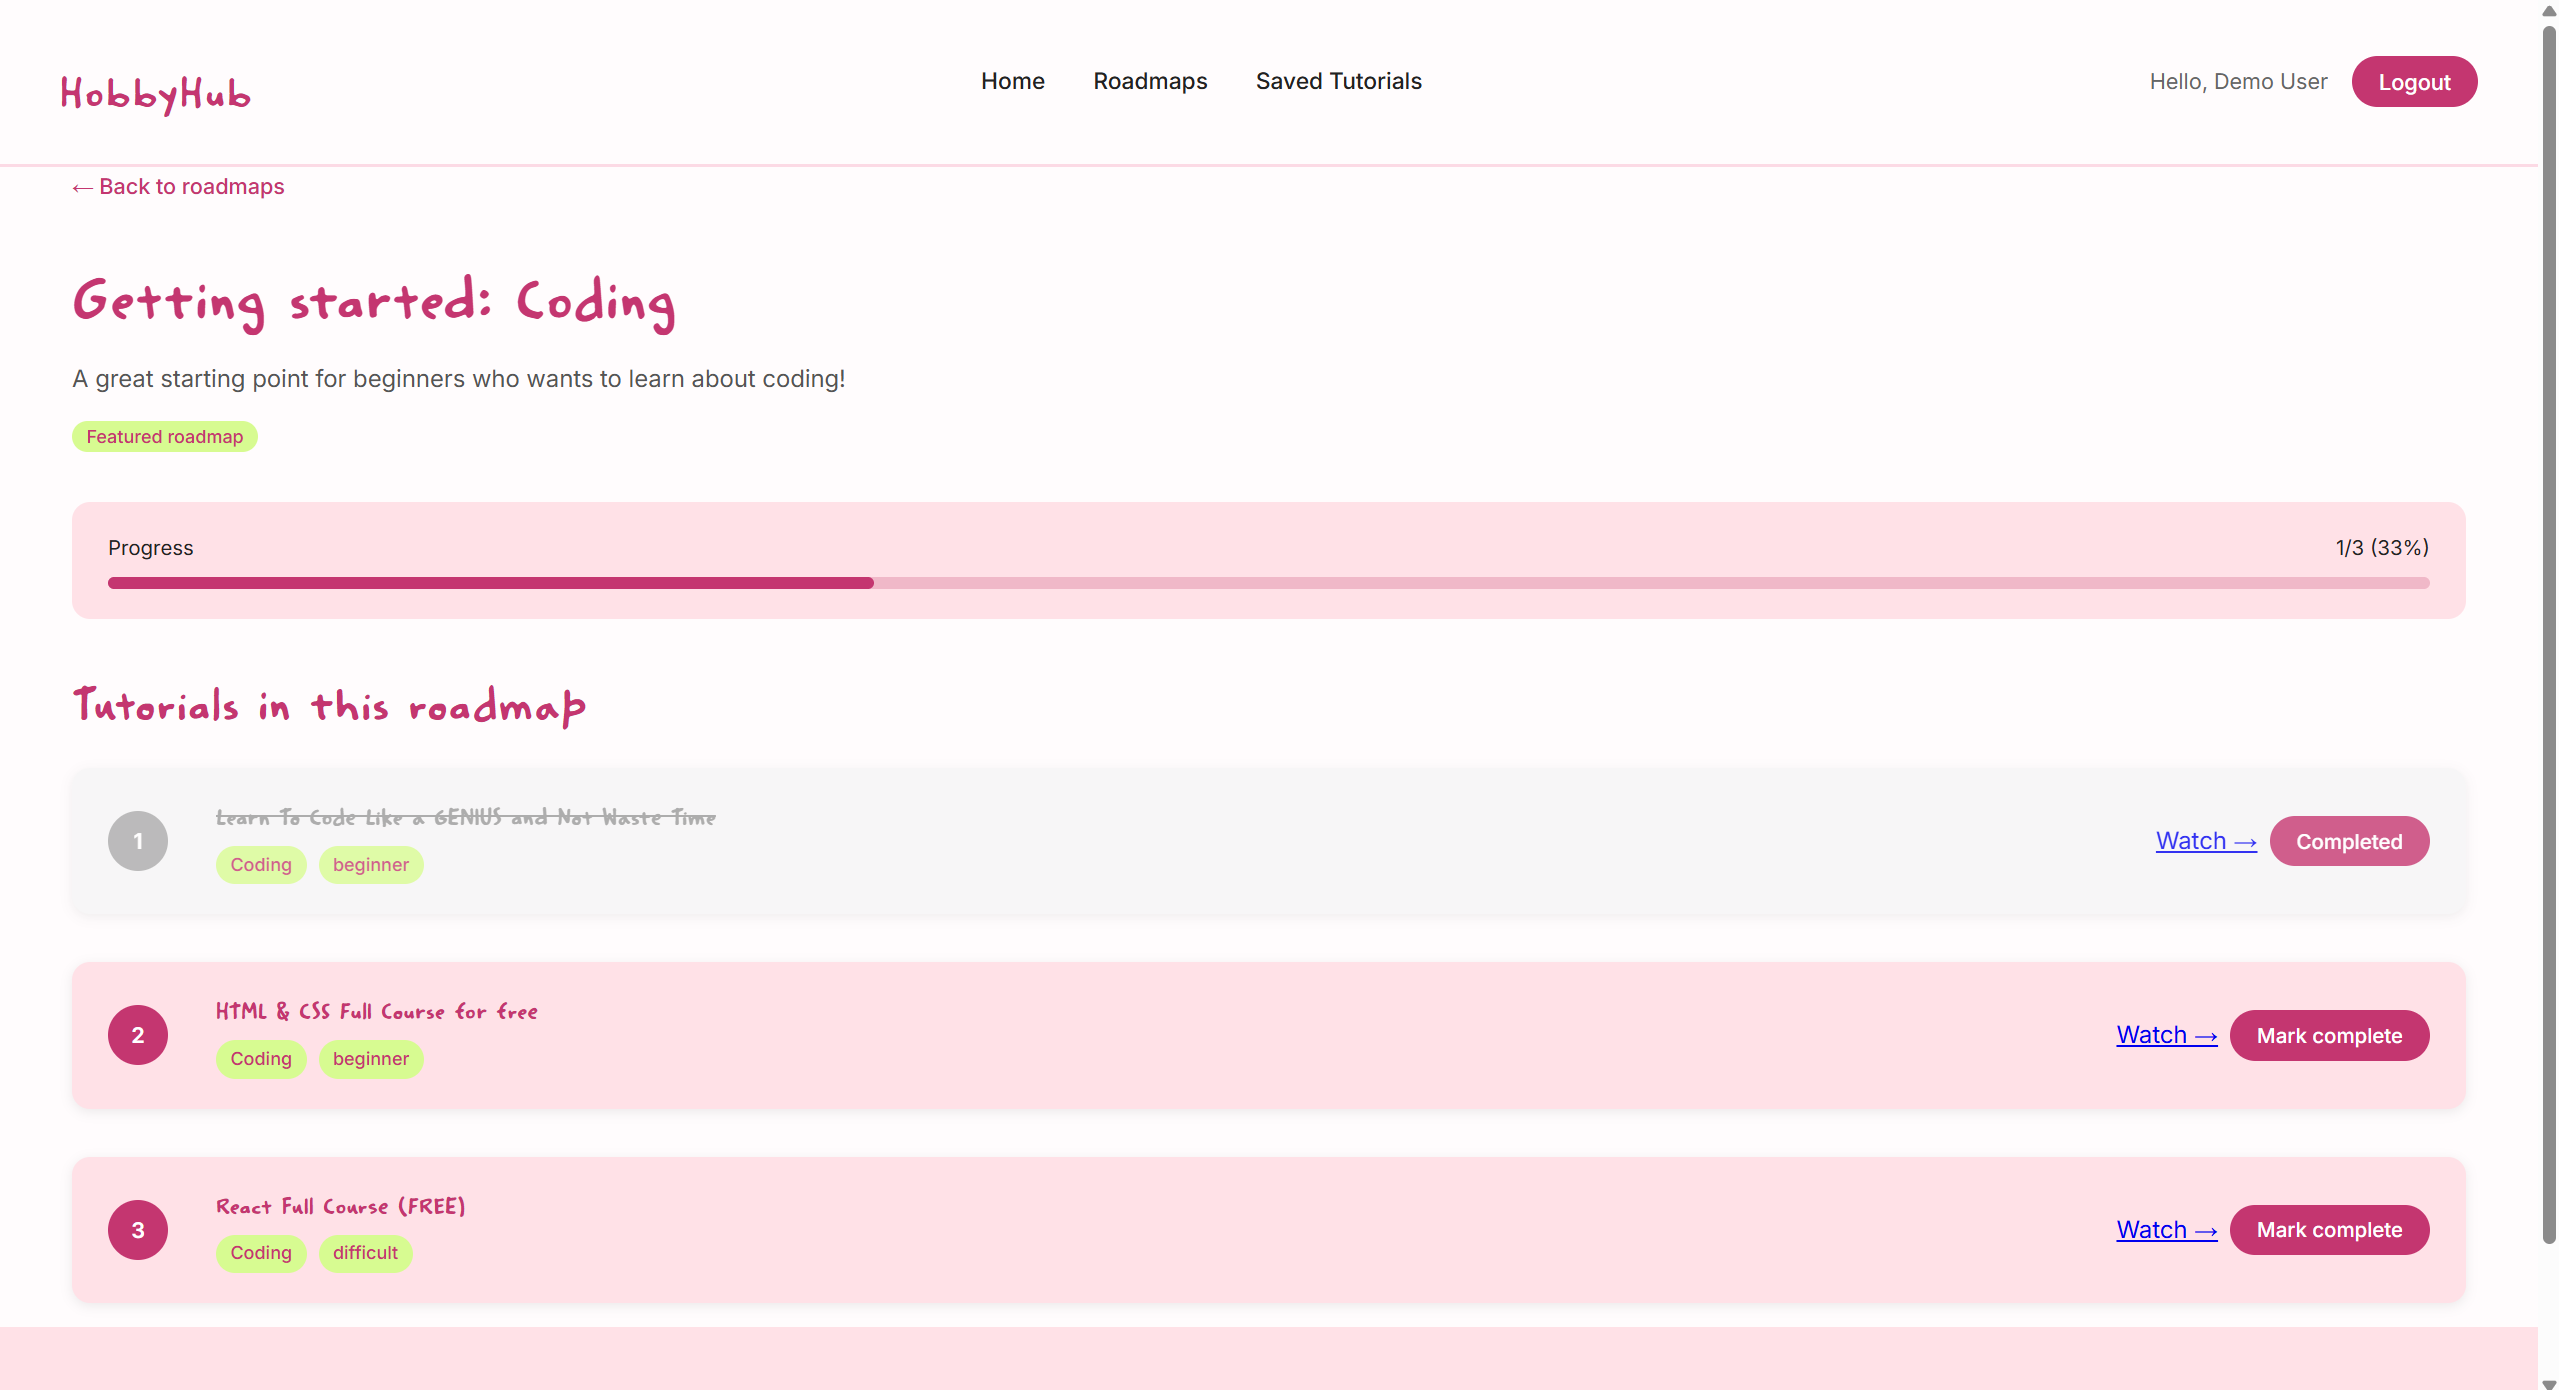 HobbyHub
Home Roadmaps Saved Tutorials
Hello, Demo User Logout
← Back to roadmaps
Getting started: Coding
A great starting point for beginners who wants to learn about coding!
Featured roadmap
Progress 1/3 (33%)
Tutorials in this roadmap
1 Learn To Code Like a GENIUS and Not Waste Time
Coding beginner
Watch → Completed
2 HTML & CSS Full Course for free
Coding beginner
Watch → Mark complete
3 React Full Course (FREE)
Coding difficult
Watch → Mark complete